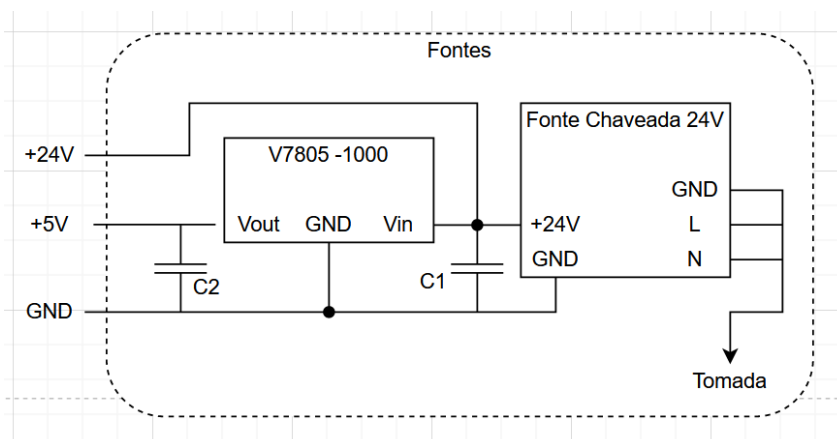 Fontes
Fonte Chaveada 24V
+24V
V7805 -1000
GND
+5V
Vout GND Vin
+24V
L
GND
N
C2
C1
GND
Tomada